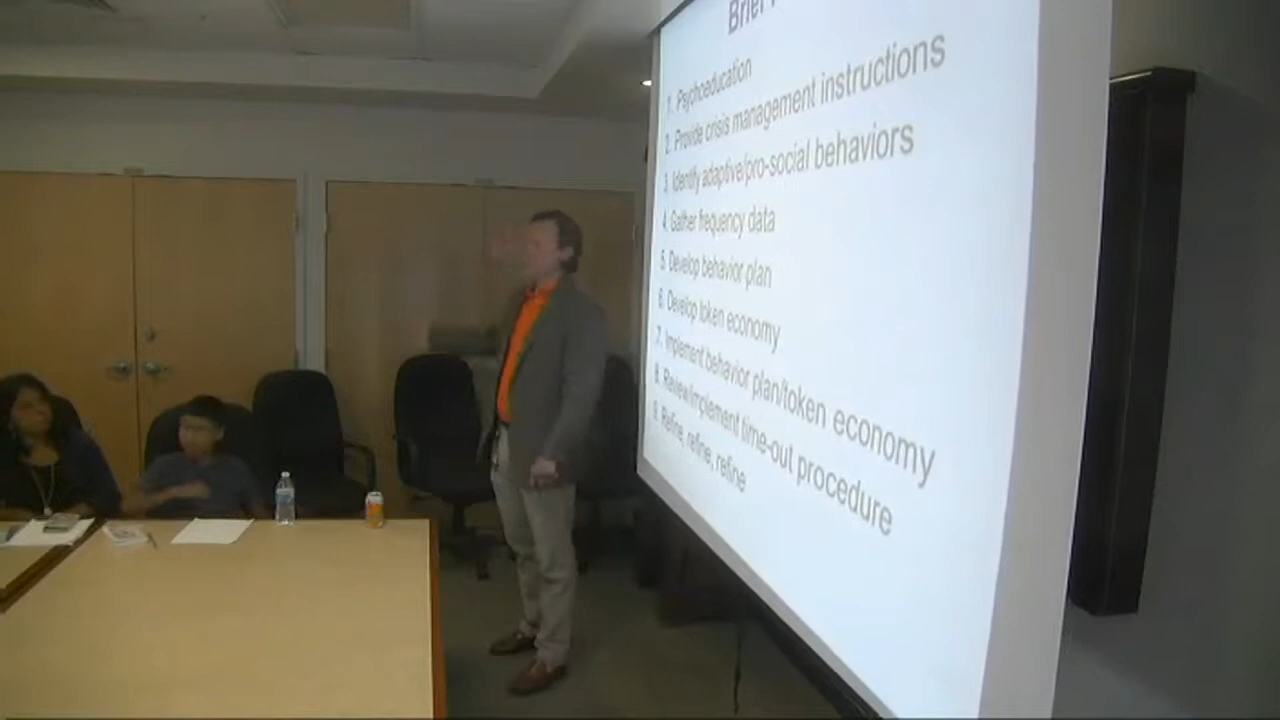 Brief
1. Psychoeducation
2. Provide crisis management instructions
3. Identify adaptive/pro-social behaviors
4. Gather frequency data
5. Develop behavior plan
6. Develop token economy
7. Implement behavior plan/token economy
8. Review/implement time-out procedure
9. Refine, refine, refine